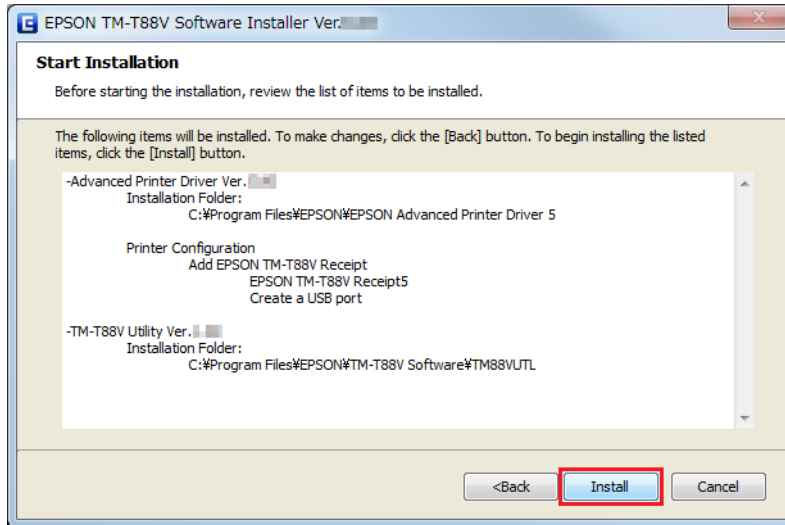 EPSON TM-T88V Software Installer Ver.
Start Installation
Before starting the installation, review the list of items to be installed.
The following items will be installed. To make changes, click the [Back] button. To begin installing the listed
items, click the [Install] button.
-Advanced Printer Driver Ver.
Installation Folder:
C:¥Program Files¥EPSON¥EPSON Advanced Printer Driver 5
Printer Configuration
Add EPSON TM-T88V Receipt
EPSON TM-T88V Receipt5
Create a USB port
-TM-T88V Utility Ver.
Installation Folder:
C:¥Program Files¥EPSON¥TM-T88V Software¥TM88VUTL
<Back
Install
Cancel